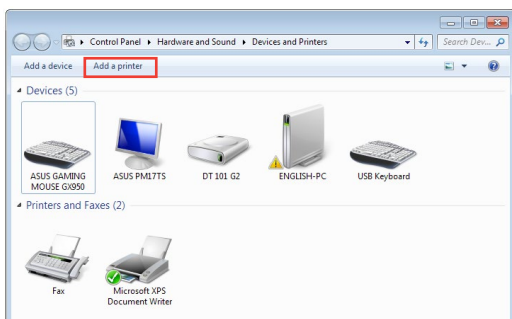 Control Panel ▸ Hardware and Sound ▸ Devices and Printers
Search Dev...
Add a device
Add a printer
Devices (5)
ASUS GAMING
MOUSE GX950
ASUS PM17TS
DT 101 G2
ENGLISH-PC
USB Keyboard
Printers and Faxes (2)
Fax
Microsoft XPS
Document Writer